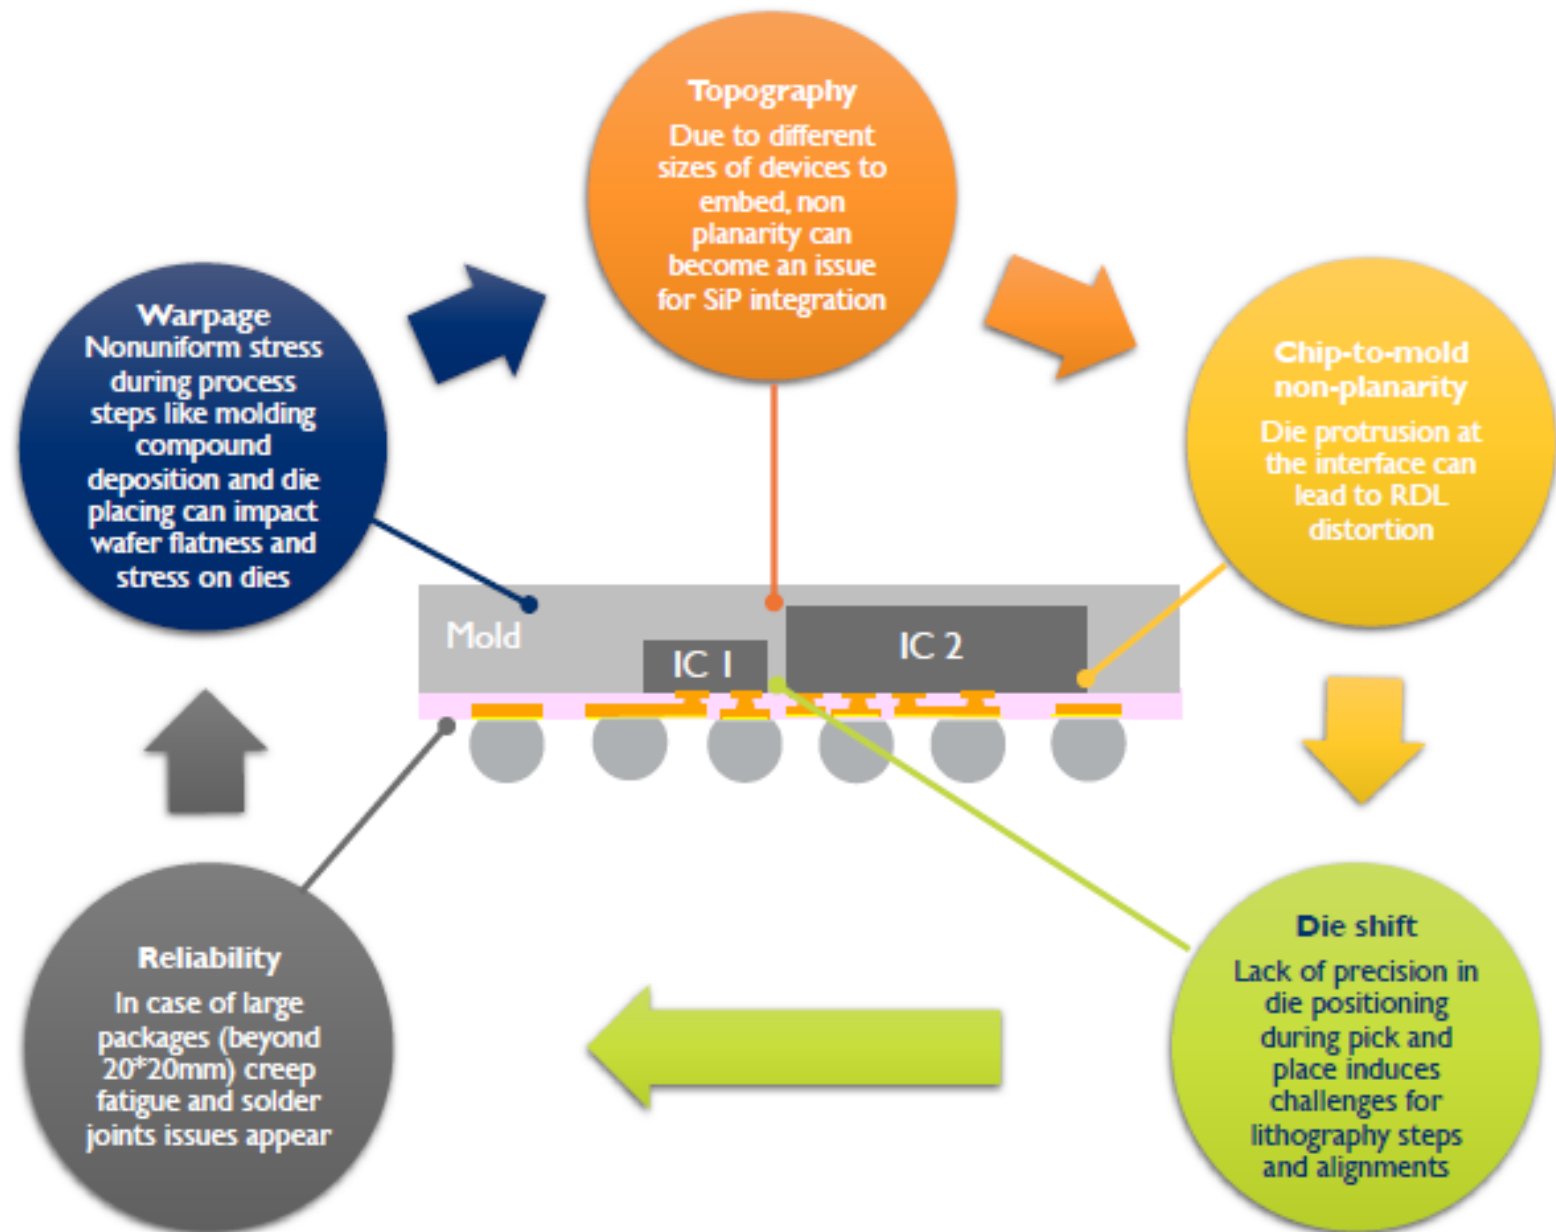 Topography
Due to different
sizes of devices to
embed, non
planarity can
become an issue
for SiP integration
Warpage
Nonuniform stress
during process
steps like molding
compound
deposition and die
placing can impact
wafer flatness and
stress on dies
Chip-to-mold
non-planarity
Die protrusion at
the interface can
lead to RDL
distortion
Mold
IC 1
IC 2
Reliability
In case of large
packages (beyond
20*20mm) creep
fatigue and solder
joints issues appear
Die shift
Lack of precision in
die positioning
during pick and
place induces
challenges for
lithography steps
and alignments